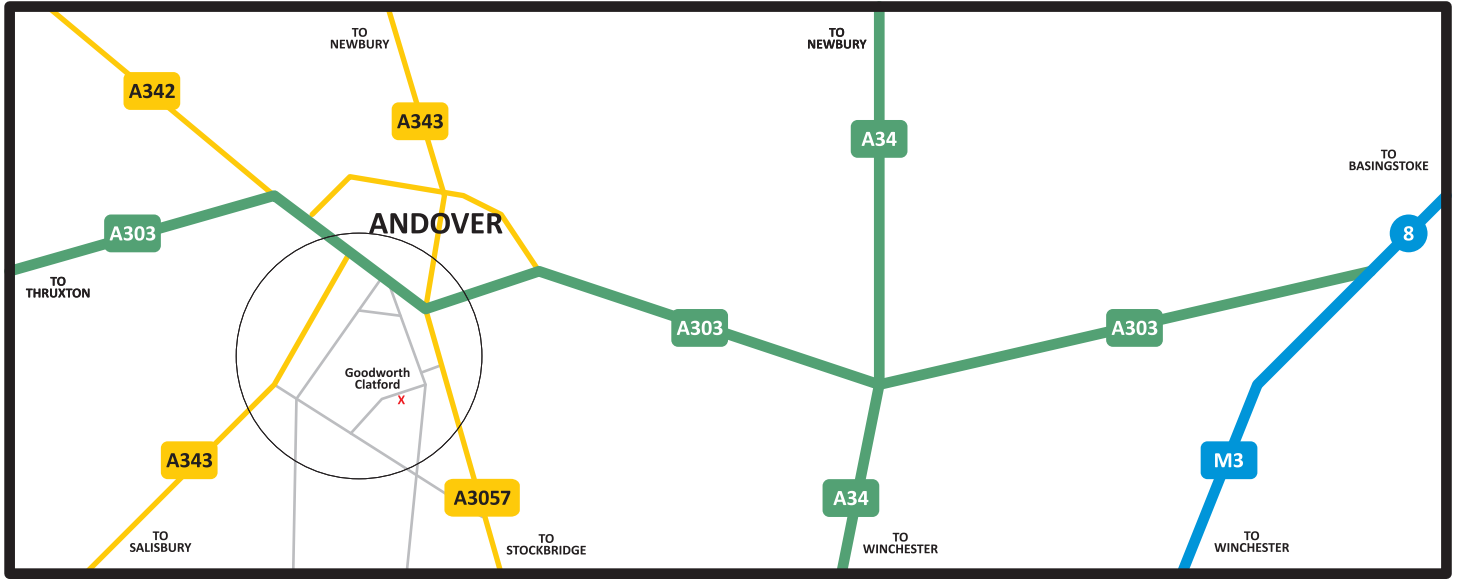 TO
NEWBURY
TO
NEWBURY
A342
A343
A34
TO
BASINGSTOKE
ANDOVER
A303
8
TO
THRUXTON
A303
A303
Goodworth
Clatford
X
A343
M3
A3057
A34
TO
SALISBURY
TO
STOCKBRIDGE
TO
WINCHESTER
TO
WINCHESTER